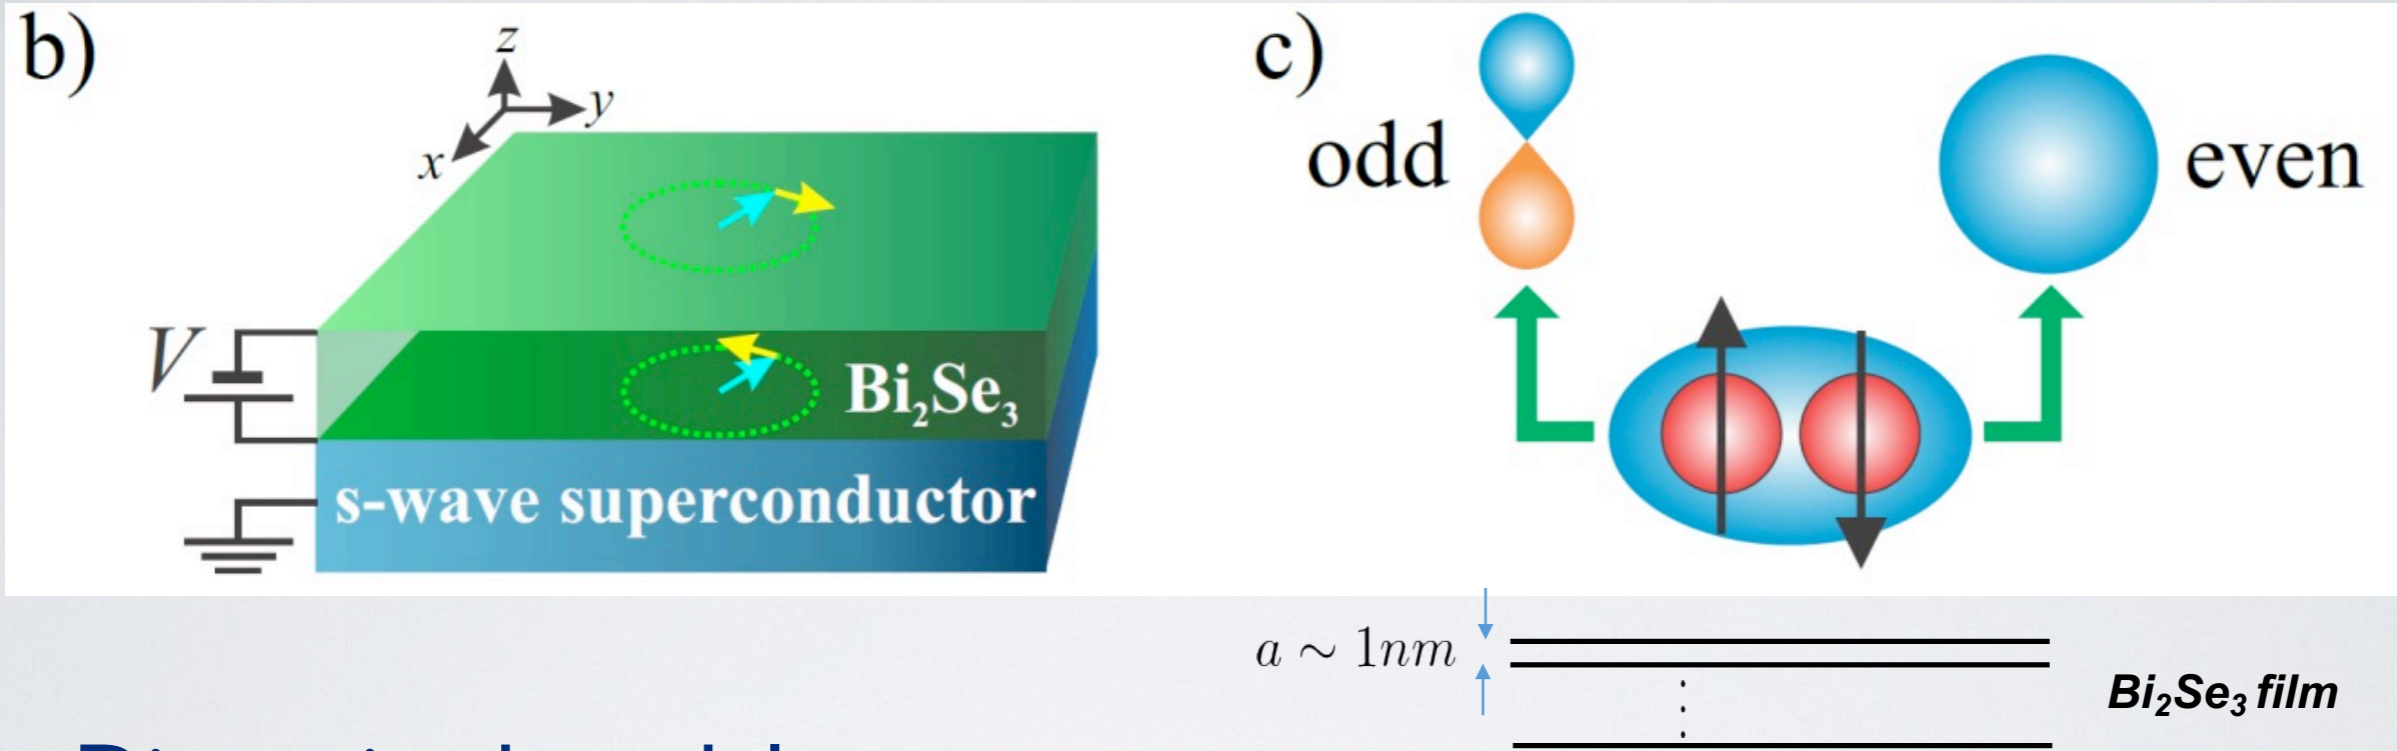 b)
z
y
x
V
Bi₂Se₃
s-wave superconductor
c)
odd
even
a ∼ 1nm
Bi₂Se₃ film